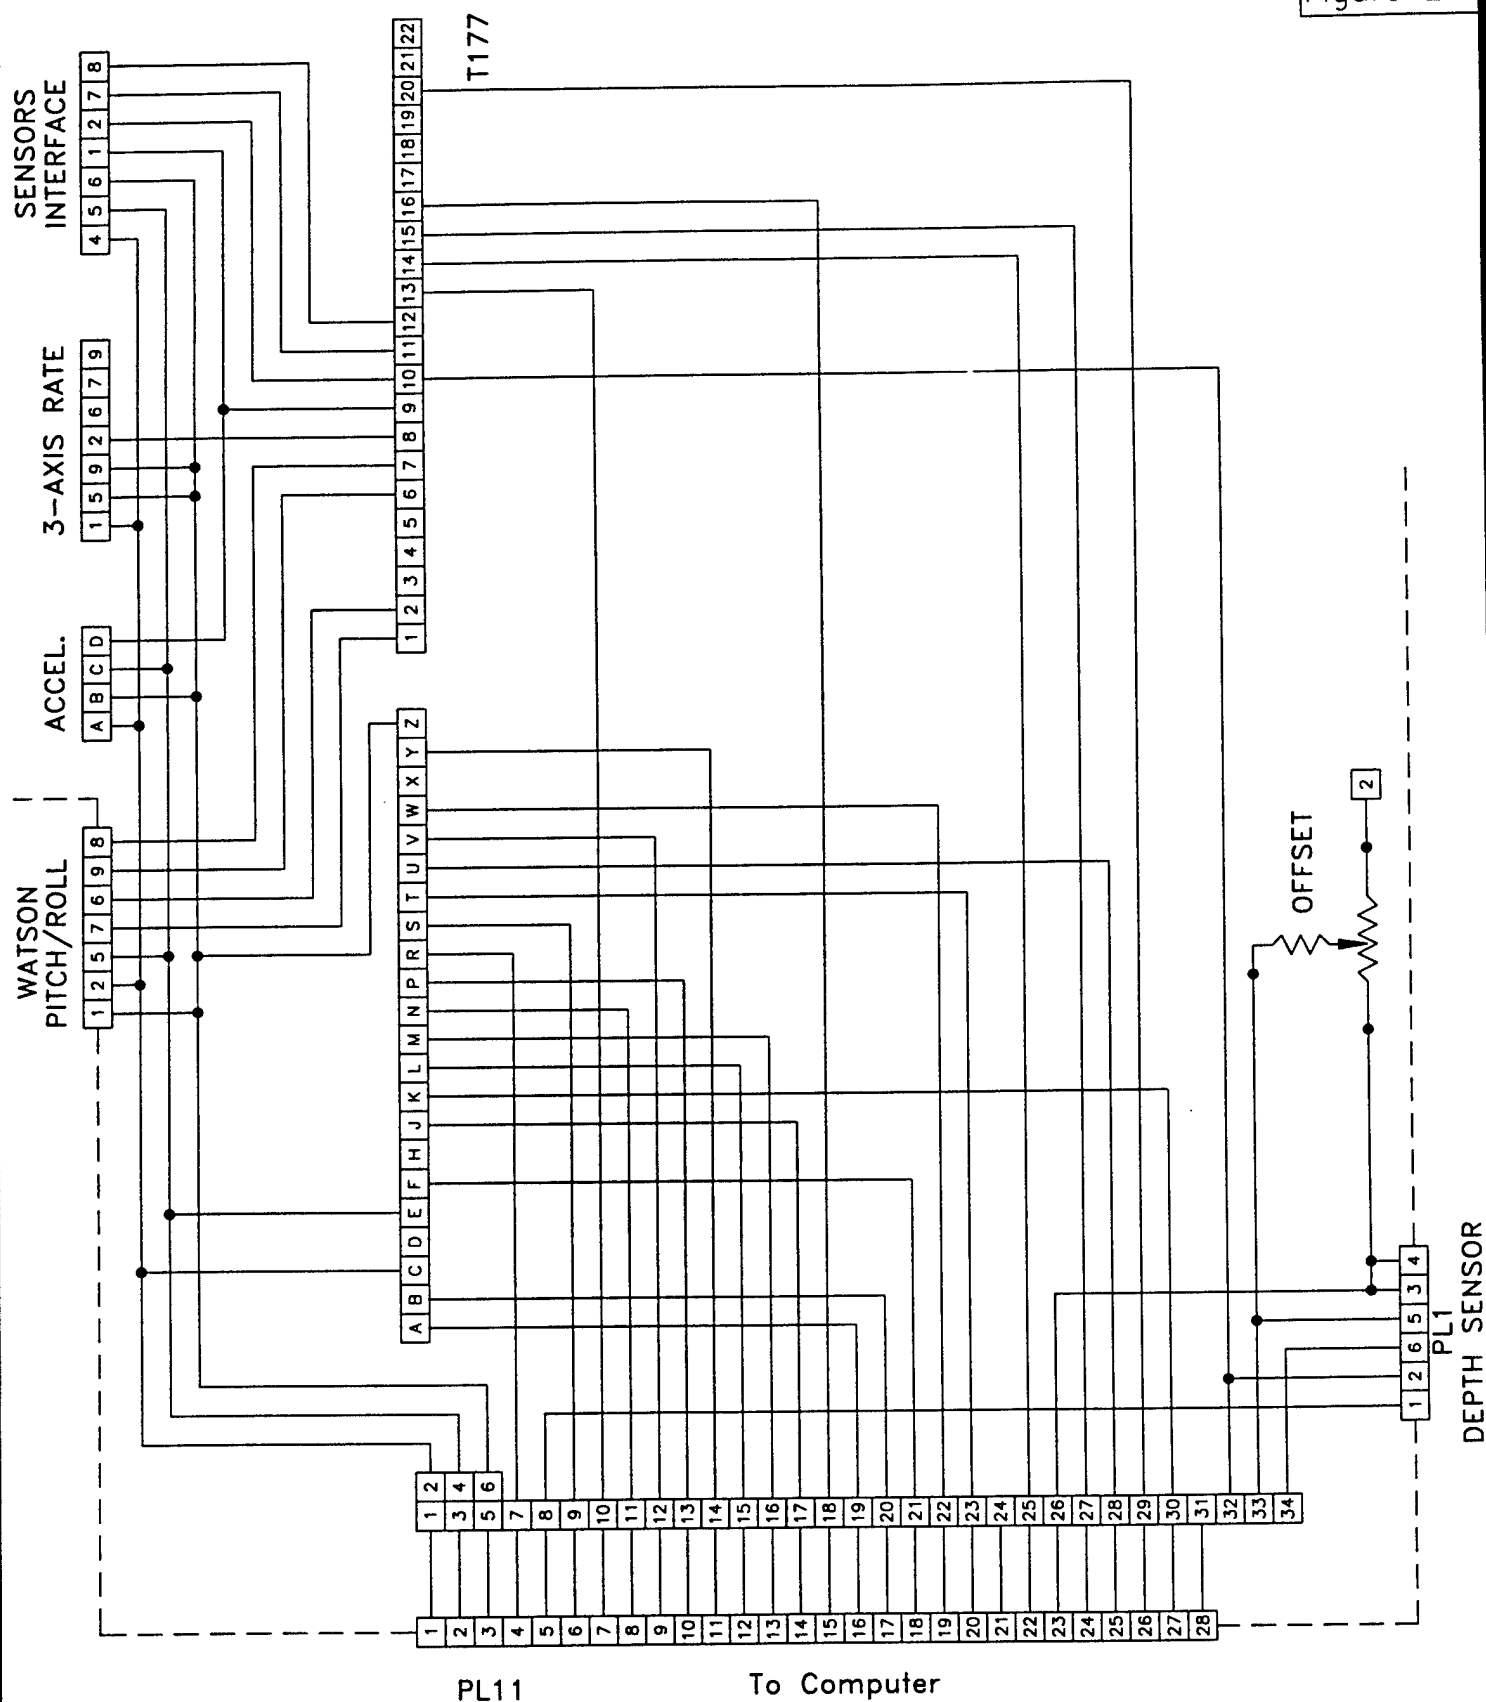 SENSORS
INTERFACE
4 5 6 1 2 7 8
3-AXIS RATE
1 5 9 2 6 7 9
ACCEL.
A B C D
WATSON
PITCH/ROLL
1 2 5 7 6 9 8
T177
1 2 3 4 5 6 7 8 9 10 11 12 13 14 15 16 17 18 19 20 21 22
A B C D E F H J K L M N P R S T U V W X Y Z
2 4 6
1 3 5 7 8 9 10 11 12 13 14 15 16 17 18 19 20 21 22 23 24 25 26 27 28 29 30 31 32 33 34
1 2 3 4 5 6 7 8 9 10 11 12 13 14 15 16 17 18 19 20 21 22 23 24 25 26 27 28
PL11
To Computer
OFFSET
2
1 2 6 5 3 4
PL1
DEPTH SENSOR